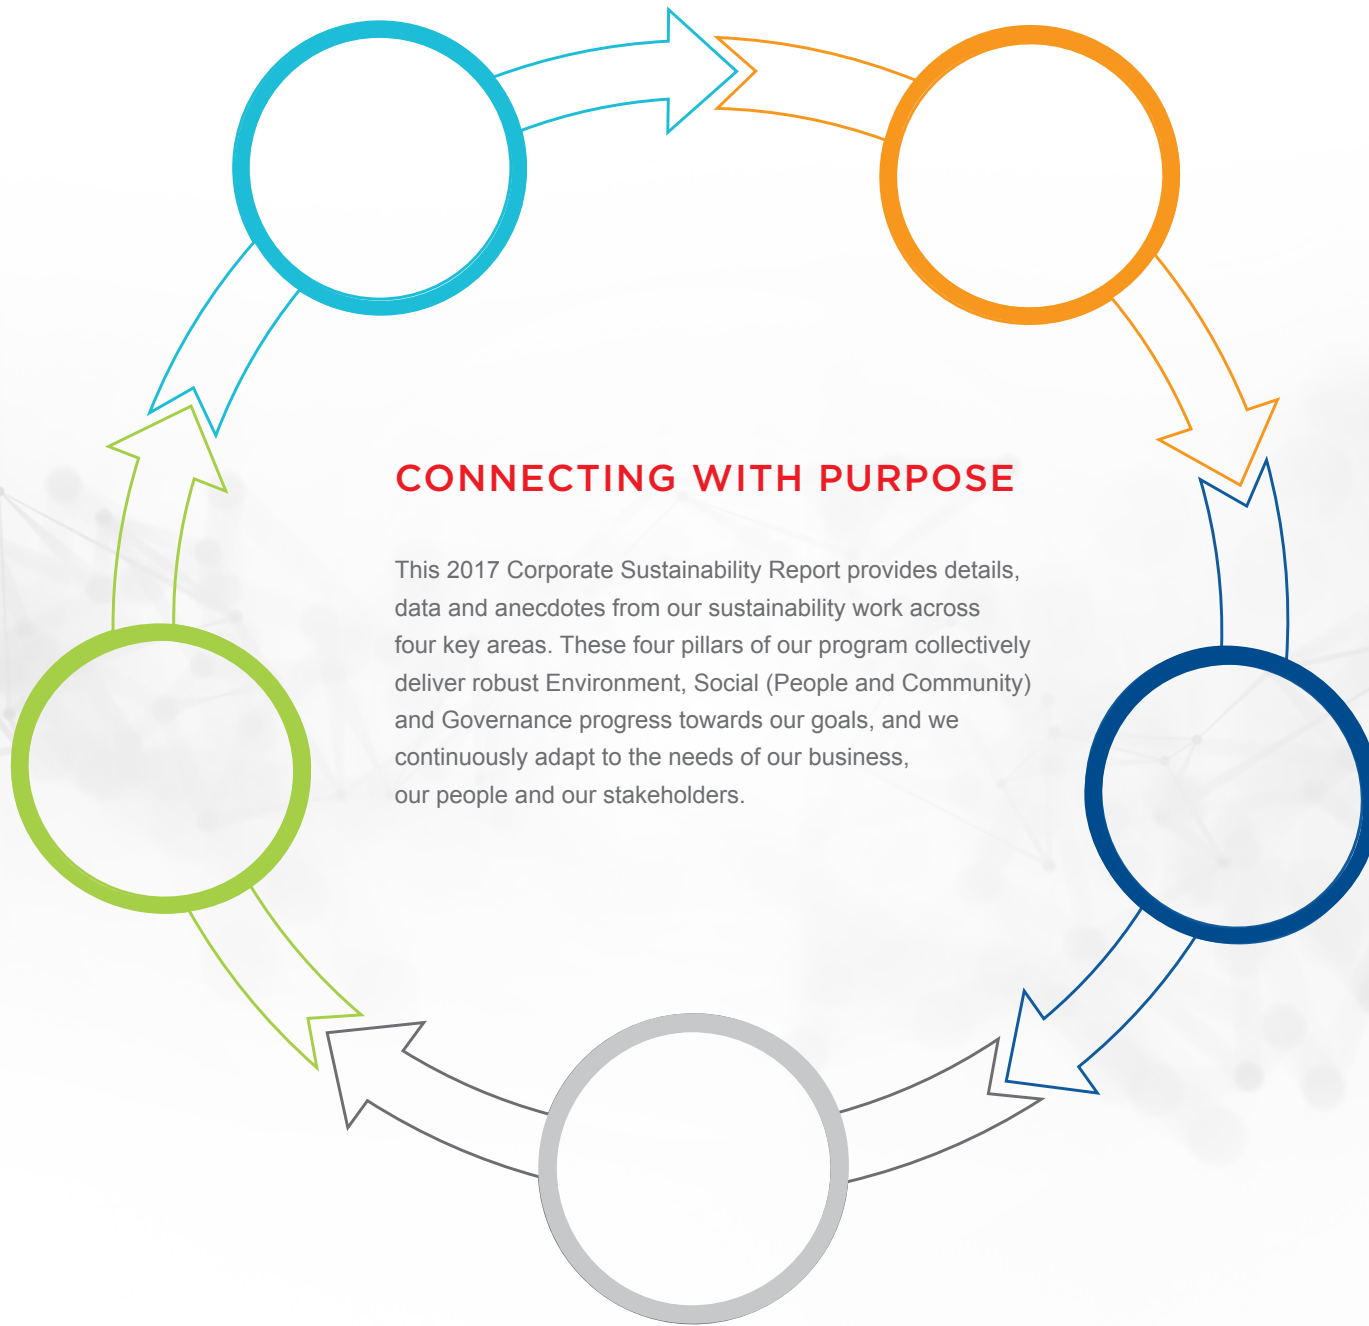 CONNECTING WITH PURPOSE
This 2017 Corporate Sustainability Report provides details,
data and anecdotes from our sustainability work across
four key areas. These four pillars of our program collectively
deliver robust Environment, Social (People and Community)
and Governance progress towards our goals, and we
continuously adapt to the needs of our business,
our people and our stakeholders.